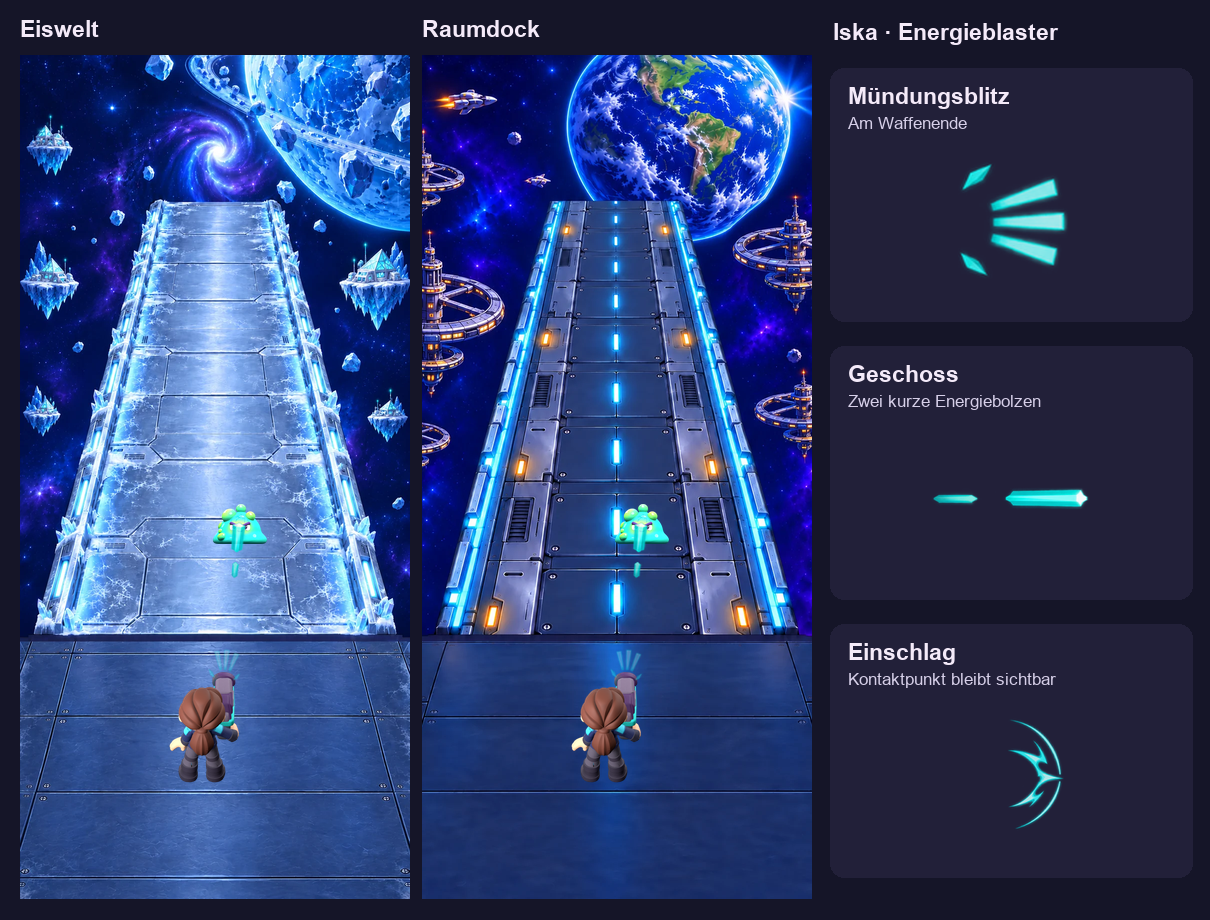 Eiswelt
Raumdock
Iska · Energieblaster
Mündungsblitz
Am Waffenende
Geschoss
Zwei kurze Energiebolzen
Einschlag
Kontaktpunkt bleibt sichtbar